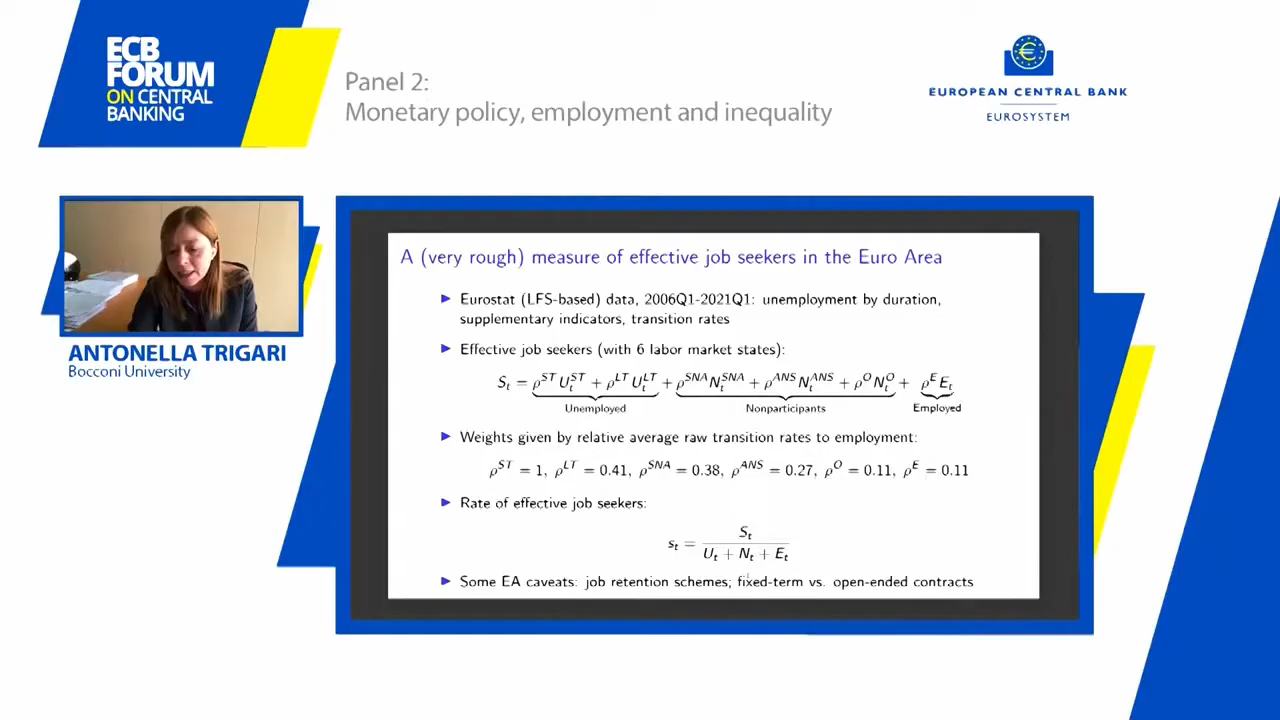 ECB
FORUM
ON CENTRAL
BANKING
Panel 2:
Monetary policy, employment and inequality
EUROPEAN CENTRAL BANK
EUROSYSTEM
ANTONELLA TRIGARI
Bocconi University
A (very rough) measure of effective job seekers in the Euro Area
▶ Eurostat (LFS-based) data, 2006Q1-2021Q1: unemployment by duration,
supplementary indicators, transition rates
▶ Effective job seekers (with 6 labor market states):
S_t = ρ^ST U_t^ST + ρ^LT U_t^LT + ρ^SNA N_t^SNA + ρ^ANS N_t^ANS + ρ^O N_t^O + ρ^E E_t
Unemployed Nonparticipants Employed
▶ Weights given by relative average raw transition rates to employment:
ρ^ST = 1, ρ^LT = 0.41, ρ^SNA = 0.38, ρ^ANS = 0.27, ρ^O = 0.11, ρ^E = 0.11
▶ Rate of effective job seekers:
s_t = S_t / (U_t + N_t + E_t)
▶ Some EA caveats: job retention schemes; fixed-term vs. open-ended contracts